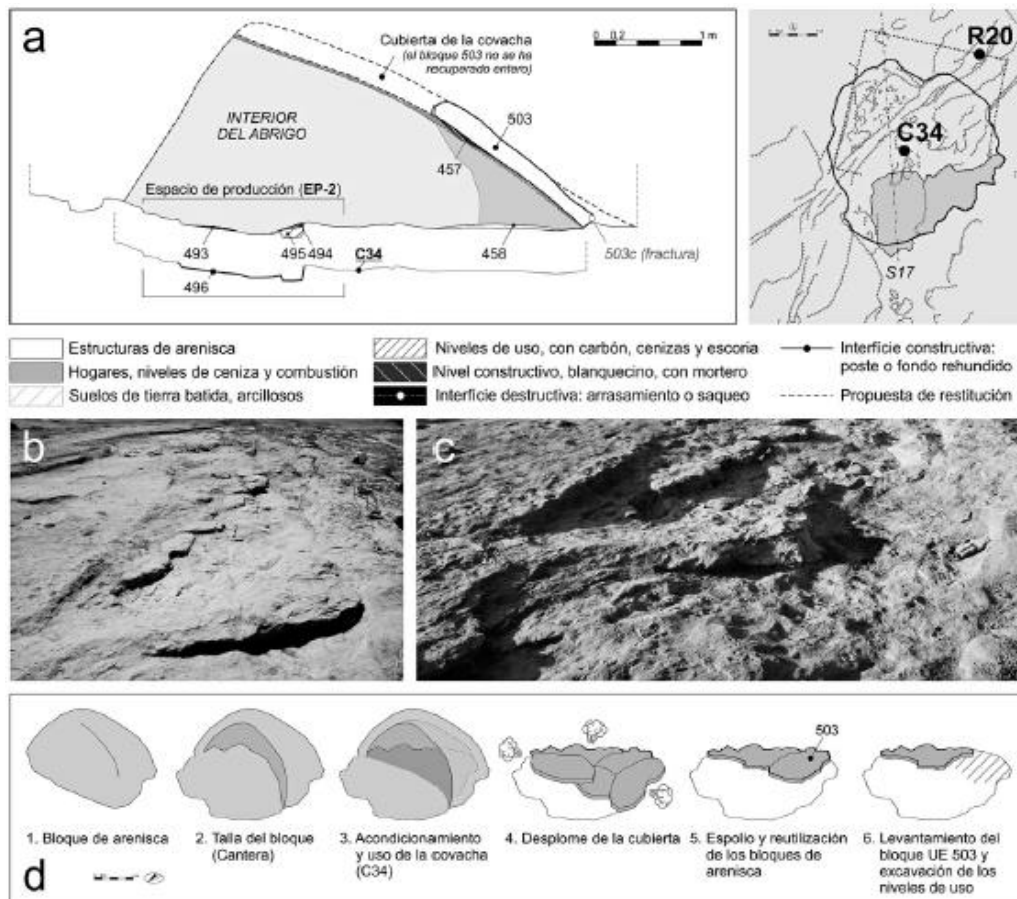 a
Cubierta de la covacha
(el bloque 503 no se ha
recuperado entero)
0 0,2 1 m
INTERIOR
DEL ABRIGO
503
457
Espacio de producción (EP-2)
493
495 494
C34
458
503c (fractura)
496
R20
C34
S17
Estructuras de arenisca
Hogares, niveles de ceniza y combustión
Suelos de tierra batida, arcillosos
Niveles de uso, con carbón, cenizas y escoria
Nivel constructivo, blanquecino, con mortero
Interfície destructiva: arrasamiento o saqueo
Interfície constructiva:
poste o fondo rehundido
Propuesta de restitución
b
c
503
1. Bloque de arenisca
2. Talla del bloque
(Cantera)
3. Acondicionamiento
y uso de la covacha
(C34)
4. Desplome de la cubierta
5. Espolio y reutilización
de los bloques de
arenisca
6. Levantamiento del
bloque UE 503 y
excavación de los
niveles de uso
d